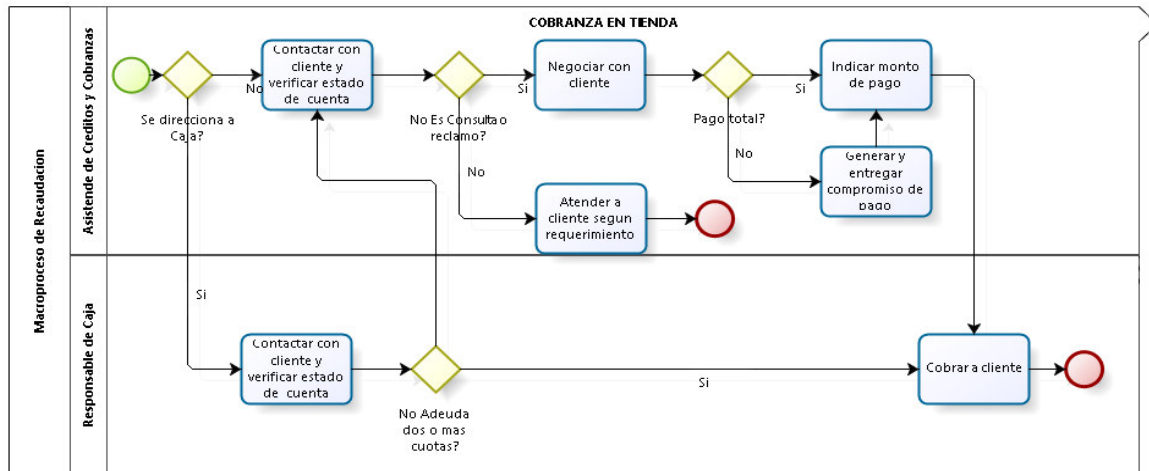 COBRANZA EN TIENDA
Macroproceso de Recaudacion
Asistende de Creditos y Cobranzas
Se direcciona a
Caja?
No
Contactar con
cliente y
verificar estado
de cuenta
No Es Consulta o
reclamo?
Si
Negociar con
cliente
Pago total?
Si
Indicar monto
de pago
No
Atender a
cliente segun
requerimiento
No
Generar y
entregar
compromiso de
pago
Responsable de Caja
Si
Contactar con
cliente y
verificar estado
de cuenta
No Adeuda
dos o mas
cuotas?
Si
Cobrar a cliente